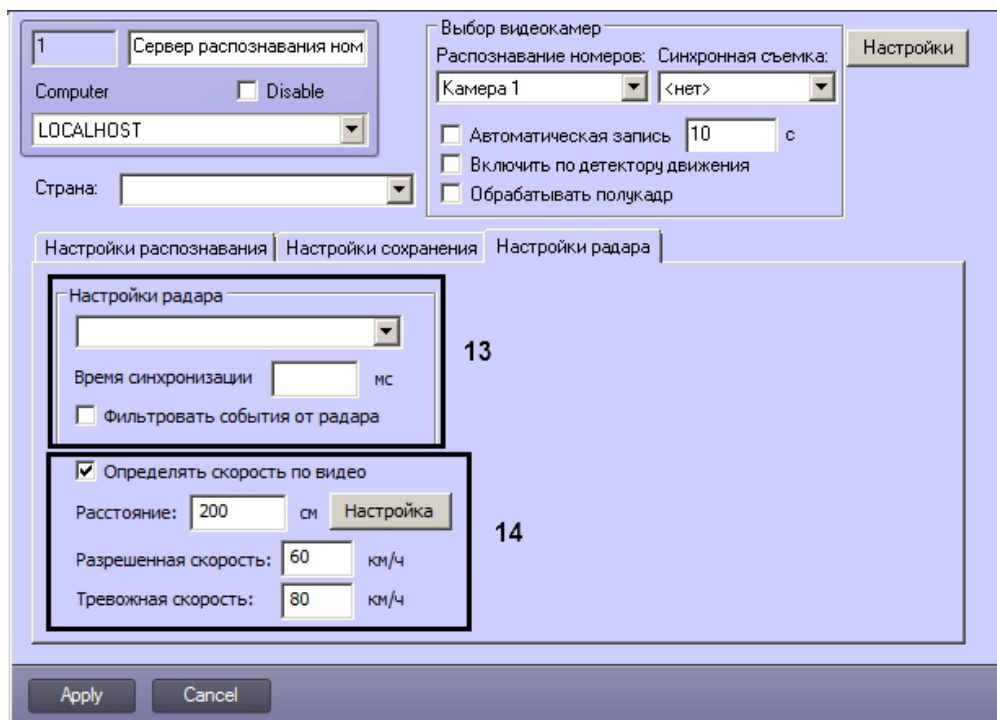 1
Сервер распознавания ном
Computer
Disable
LOCALHOST
Страна:
Выбор видеокамер
Распознавание номеров: Синхронная съемка:
Камера 1
<нет>
Автоматическая запись 10 с
Включить по детектору движения
Обрабатывать полукадр
Настройки
Настройки распознавания Настройки сохранения Настройки радара
Настройки радара
Время синхронизации мс
Фильтровать события от радара
13
Определять скорость по видео
Расстояние: 200 см Настройка
Разрешенная скорость: 60 км/ч
Тревожная скорость: 80 км/ч
14
Apply Cancel